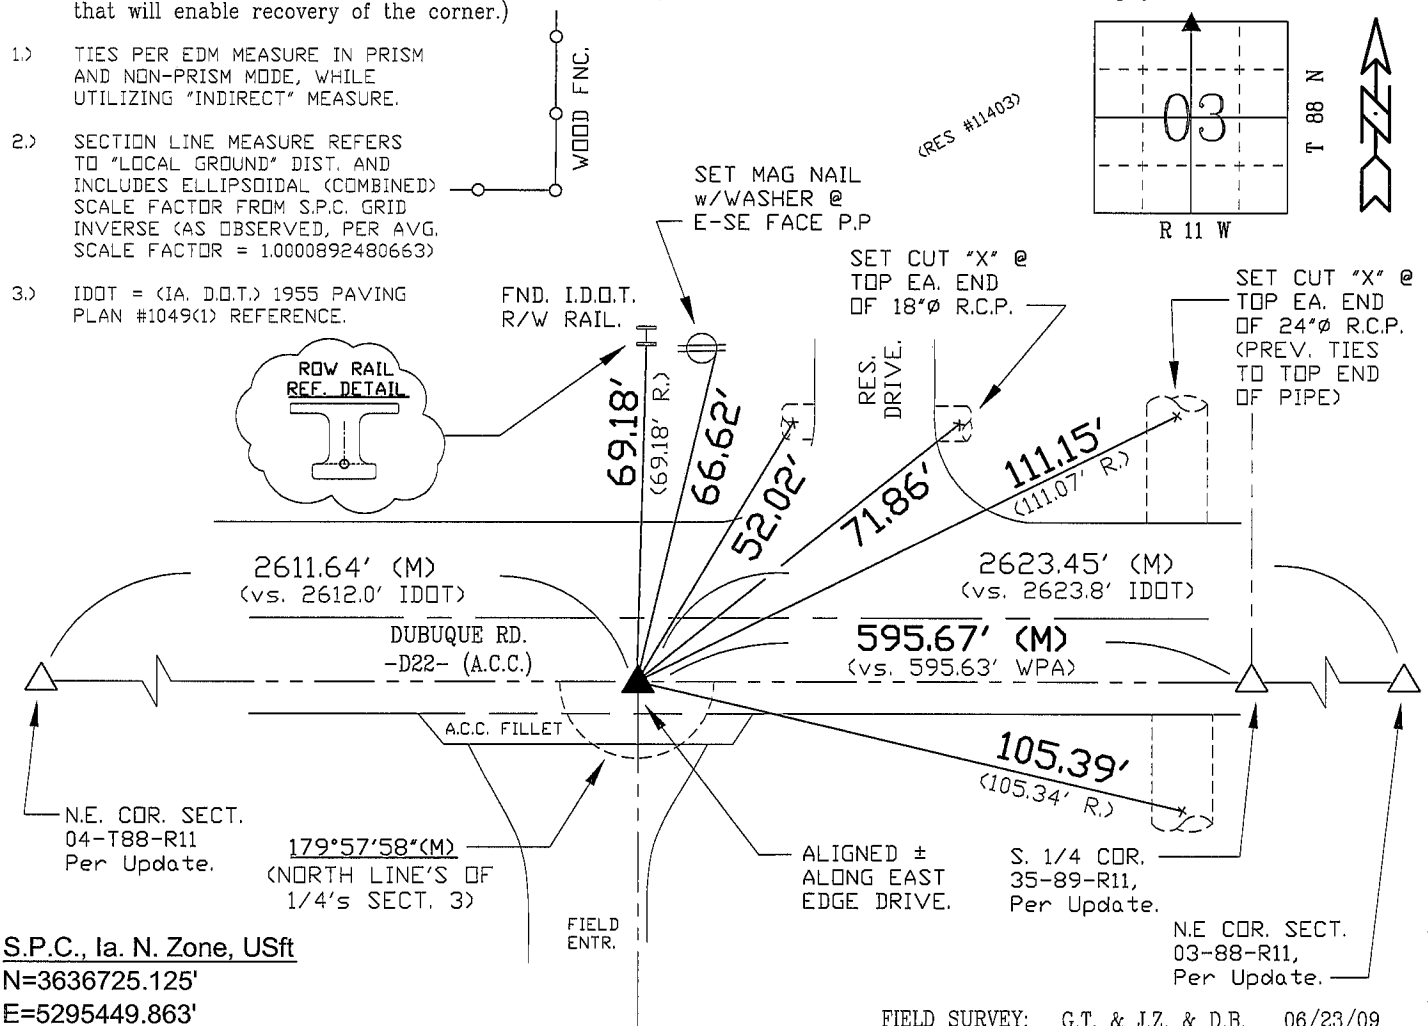 that will enable recovery of the corner.)
1.) TIES PER EDM MEASURE IN PRISM
AND NON-PRISM MODE, WHILE
UTILIZING "INDIRECT" MEASURE.
2.) SECTION LINE MEASURE REFERS
TO "LOCAL GROUND" DIST. AND
INCLUDES ELLIPSOIDAL (COMBINED)
SCALE FACTOR FROM S.P.C. GRID
INVERSE (AS OBSERVED, PER AVG.
SCALE FACTOR = 1.0000892480663)
3.) IDOT = (IA. D.O.T.) 1955 PAVING
PLAN #1049(1) REFERENCE.
WOOD FNC.
(RES #11403)
03
T 88 N
N
R 11 W
SET MAG NAIL
w/WASHER @
E-SE FACE P.P
SET CUT "X" @
TOP EA. END
OF 18"Ø R.C.P.
SET CUT "X" @
TOP EA. END
OF 24"Ø R.C.P.
(PREV. TIES
TO TOP END
OF PIPE)
FND. I.D.O.T.
R/W RAIL.
ROW RAIL
REF. DETAIL
RES.
DRIVE.
69.18'
(69.18' R.)
66.62'
52.02'
71.86'
111.15'
(111.07' R.)
2611.64' (M)
(vs. 2612.0' IDOT)
2623.45' (M)
(vs. 2623.8' IDOT)
DUBUQUE RD.
-D22- (A.C.C.)
595.67' (M)
(vs. 595.63' WPA)
A.C.C. FILLET
105.39'
(105.34' R.)
N.E. COR. SECT.
04-T88-R11
Per Update.
179°57'58"(M)
(NORTH LINE'S OF
1/4's SECT. 3)
ALIGNED ±
ALONG EAST
EDGE DRIVE.
S. 1/4 COR.
35-89-R11,
Per Update.
FIELD
ENTR.
N.E COR. SECT.
03-88-R11,
Per Update.
S.P.C., Ia. N. Zone, USft
N=3636725.125'
E=5295449.863'
FIELD SURVEY: G.T. & J.Z. & D.B. 06/23/09